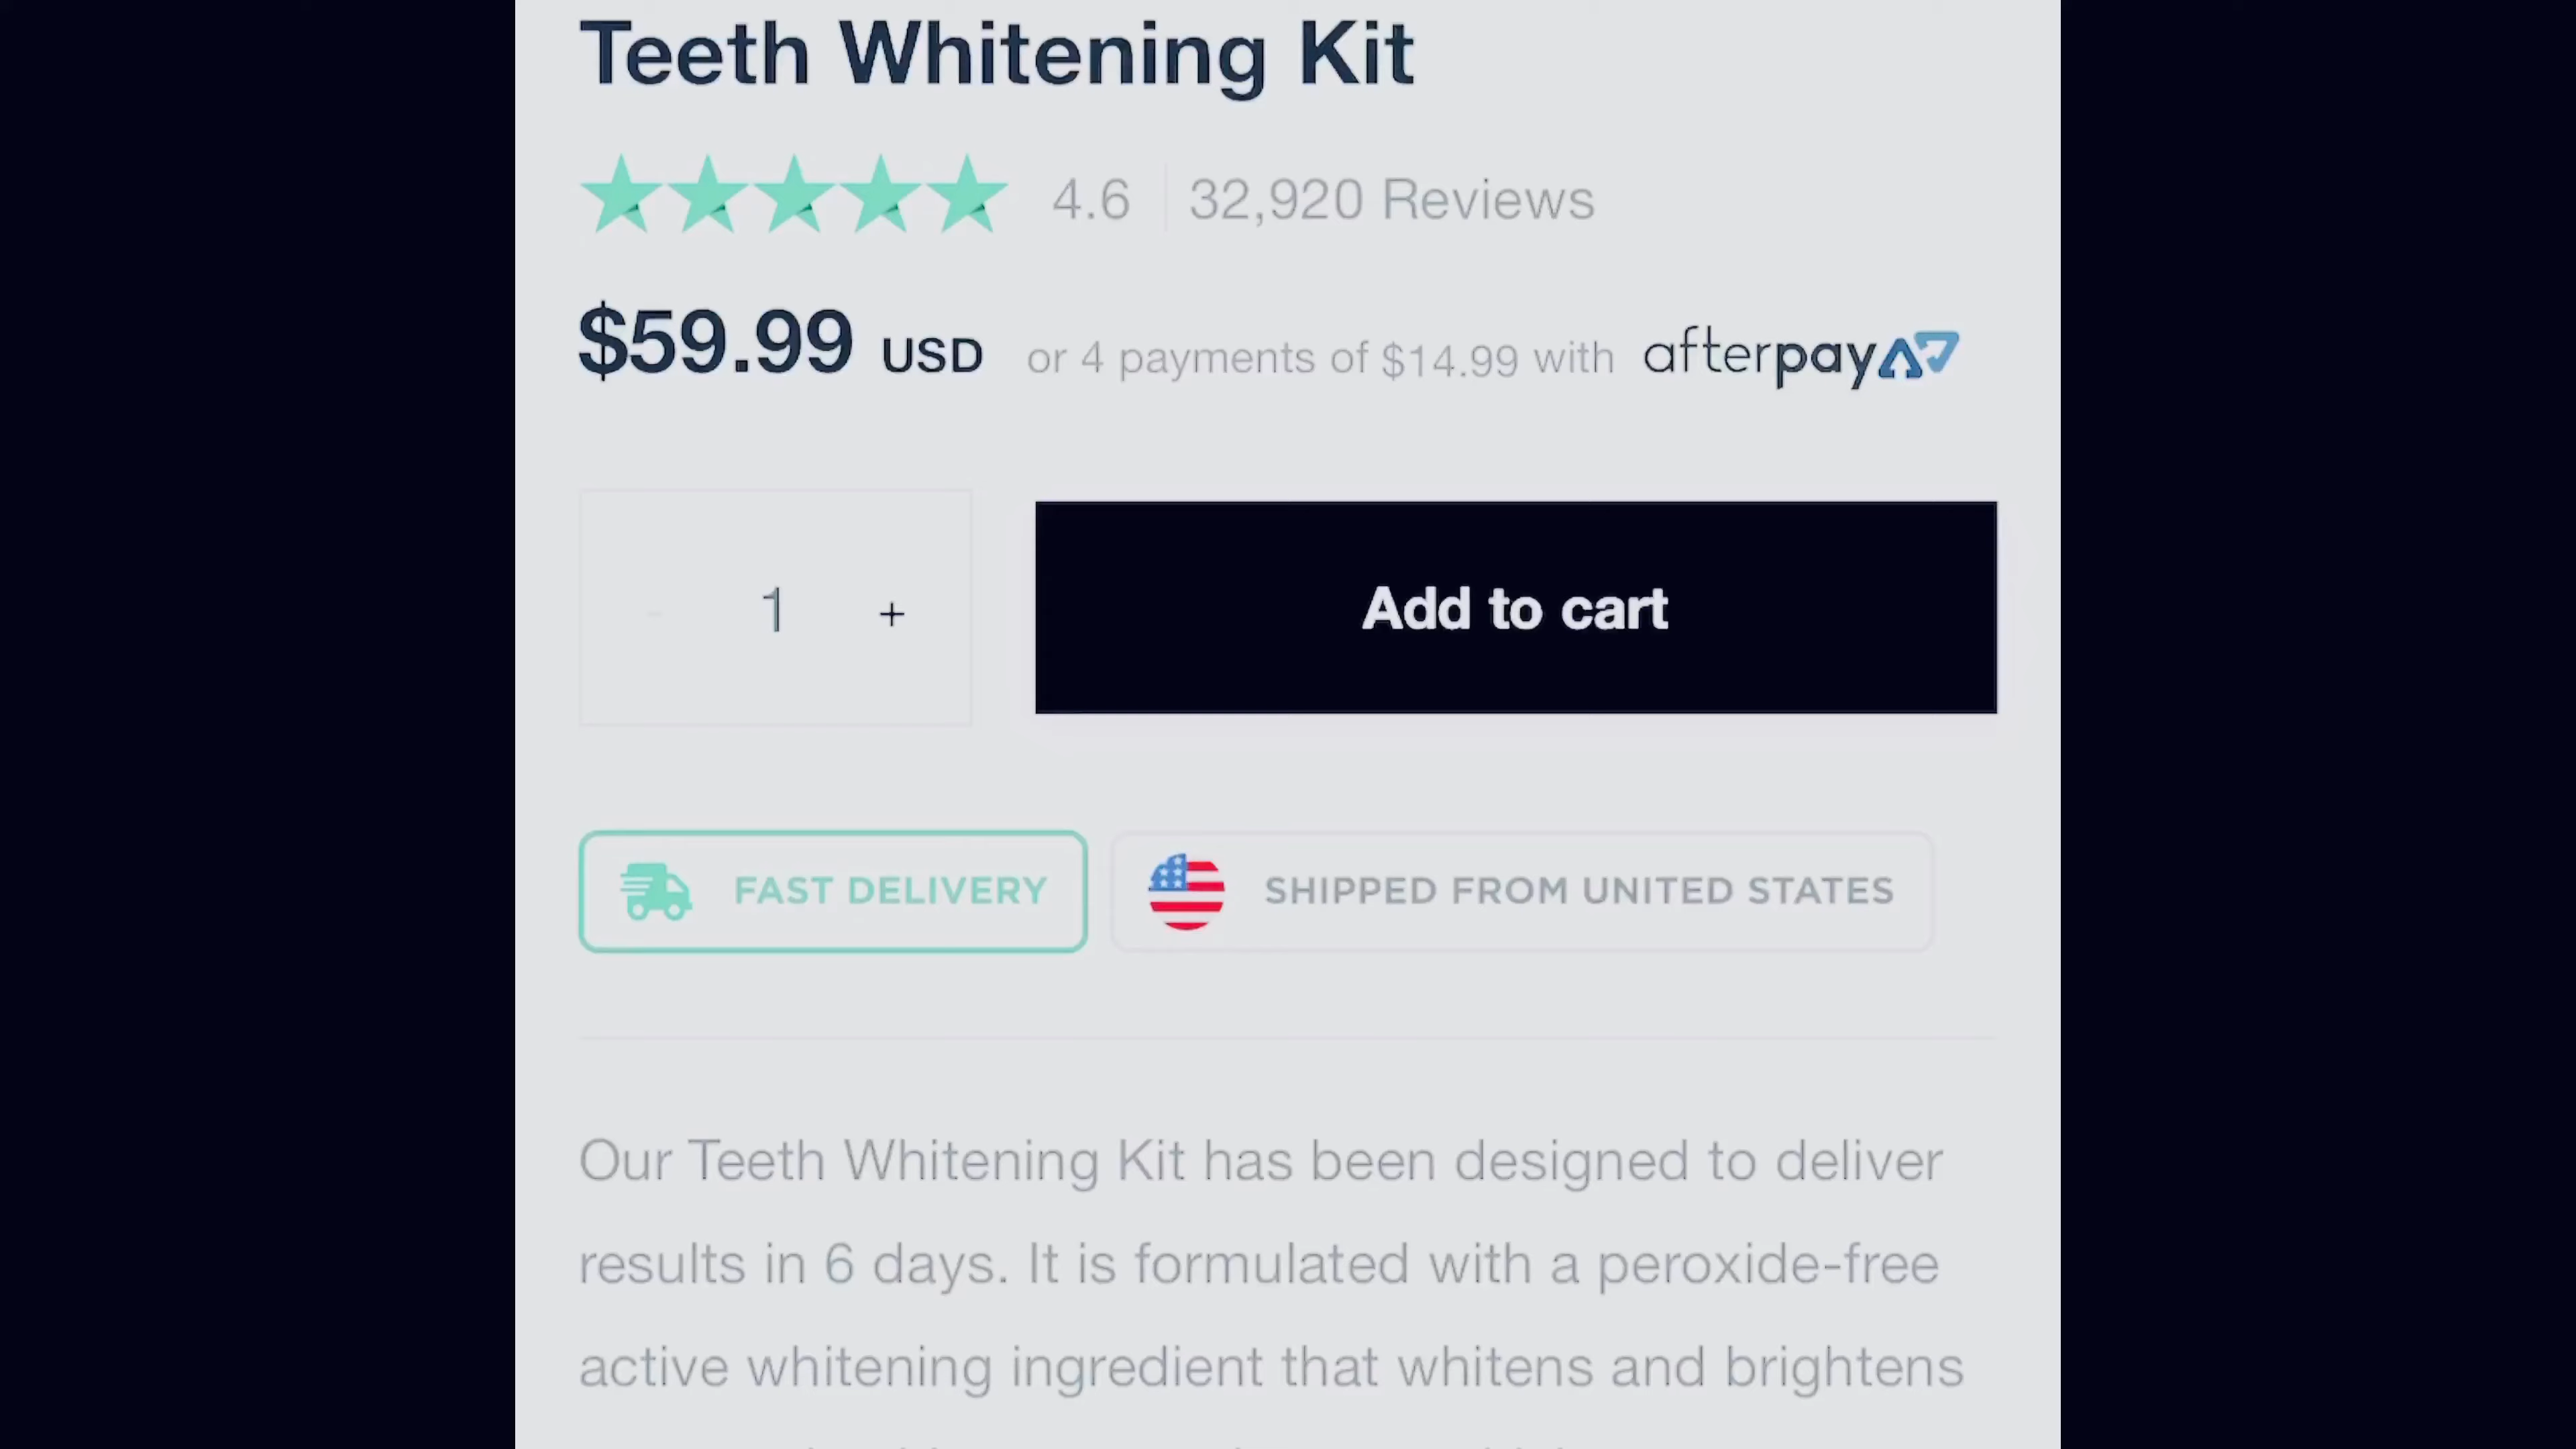 Teeth Whitening Kit
4.6 32,920 Reviews
$59.99 USD or 4 payments of $14.99 with afterpay
- 1 + Add to cart
FAST DELIVERY SHIPPED FROM UNITED STATES
Our Teeth Whitening Kit has been designed to deliver
results in 6 days. It is formulated with a peroxide-free
active whitening ingredient that whitens and brightens